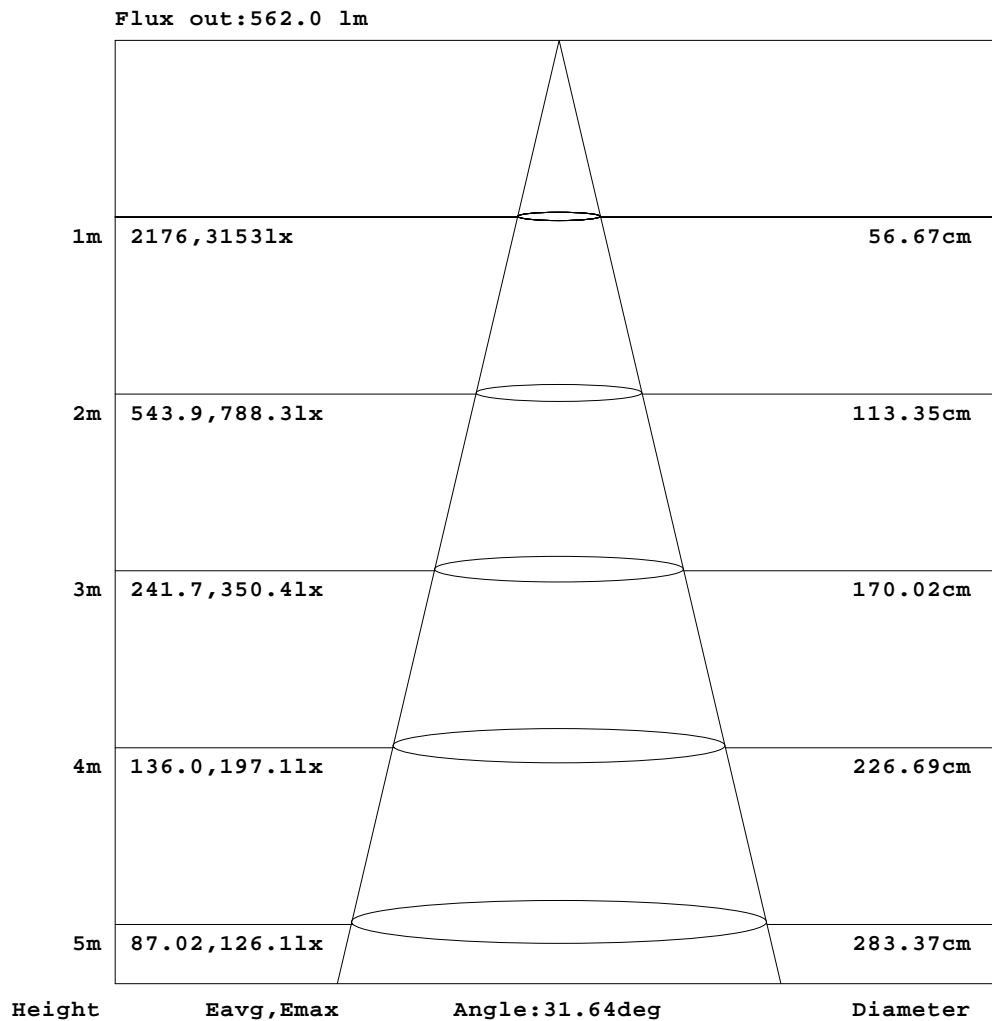 Flux out:562.0 lm
1m 2176,3153lx 56.67cm
2m 543.9,788.3lx 113.35cm
3m 241.7,350.4lx 170.02cm
4m 136.0,197.1lx 226.69cm
5m 87.02,126.1lx 283.37cm
Height Eavg,Emax Angle:31.64deg Diameter